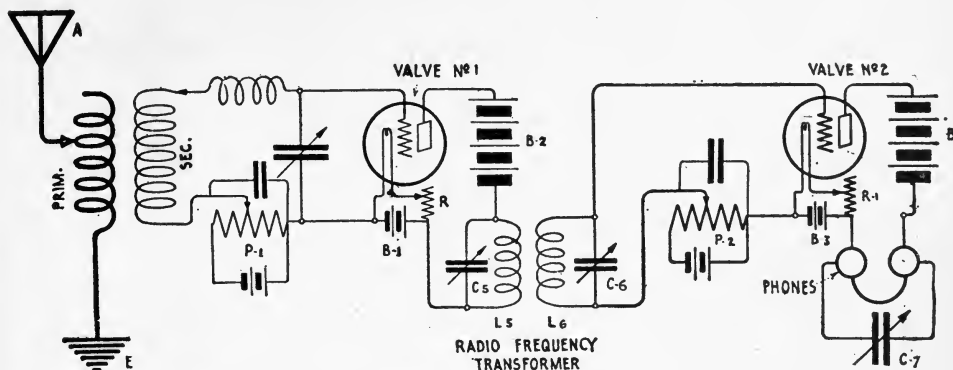 A
VALVE Nº1
VALVE Nº2
PRIM.
SEC.
B-2
B
R
R-1
P-1
B-1
C5
C-6
P-2
B3
PHONES
L5
L6
RADIO FREQUENCY
TRANSFORMER
E
C-7